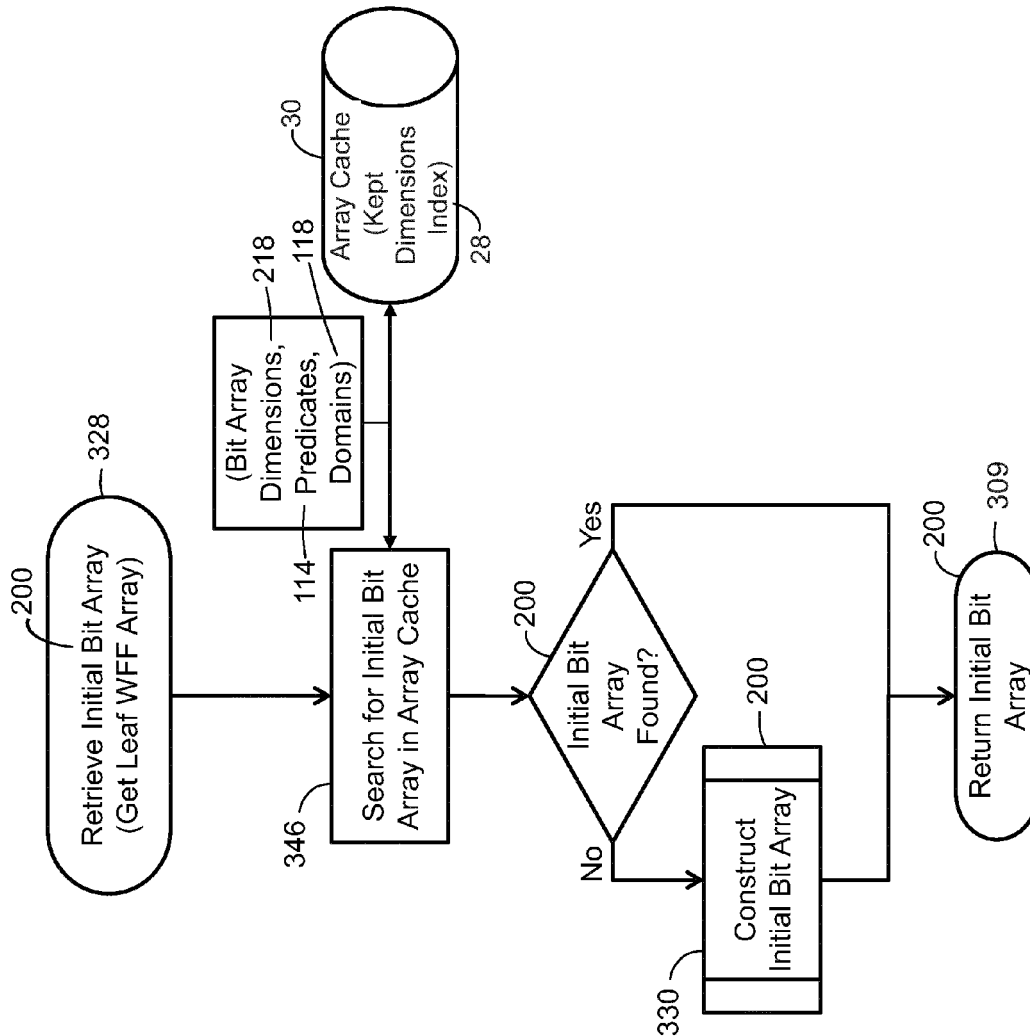 200
Retrieve Initial Bit Array
(Get Leaf WFF Array)
328
(Bit Array
Dimensions,
Predicates,
Domains)
218
118
114
30
Array Cache
(Kept
Dimensions
Index)
28
Search for Initial Bit
Array in Array Cache
346
200
Initial Bit
Array
Found?
Yes
No
200
Construct
Initial Bit Array
330
200
309
Return Initial Bit
Array